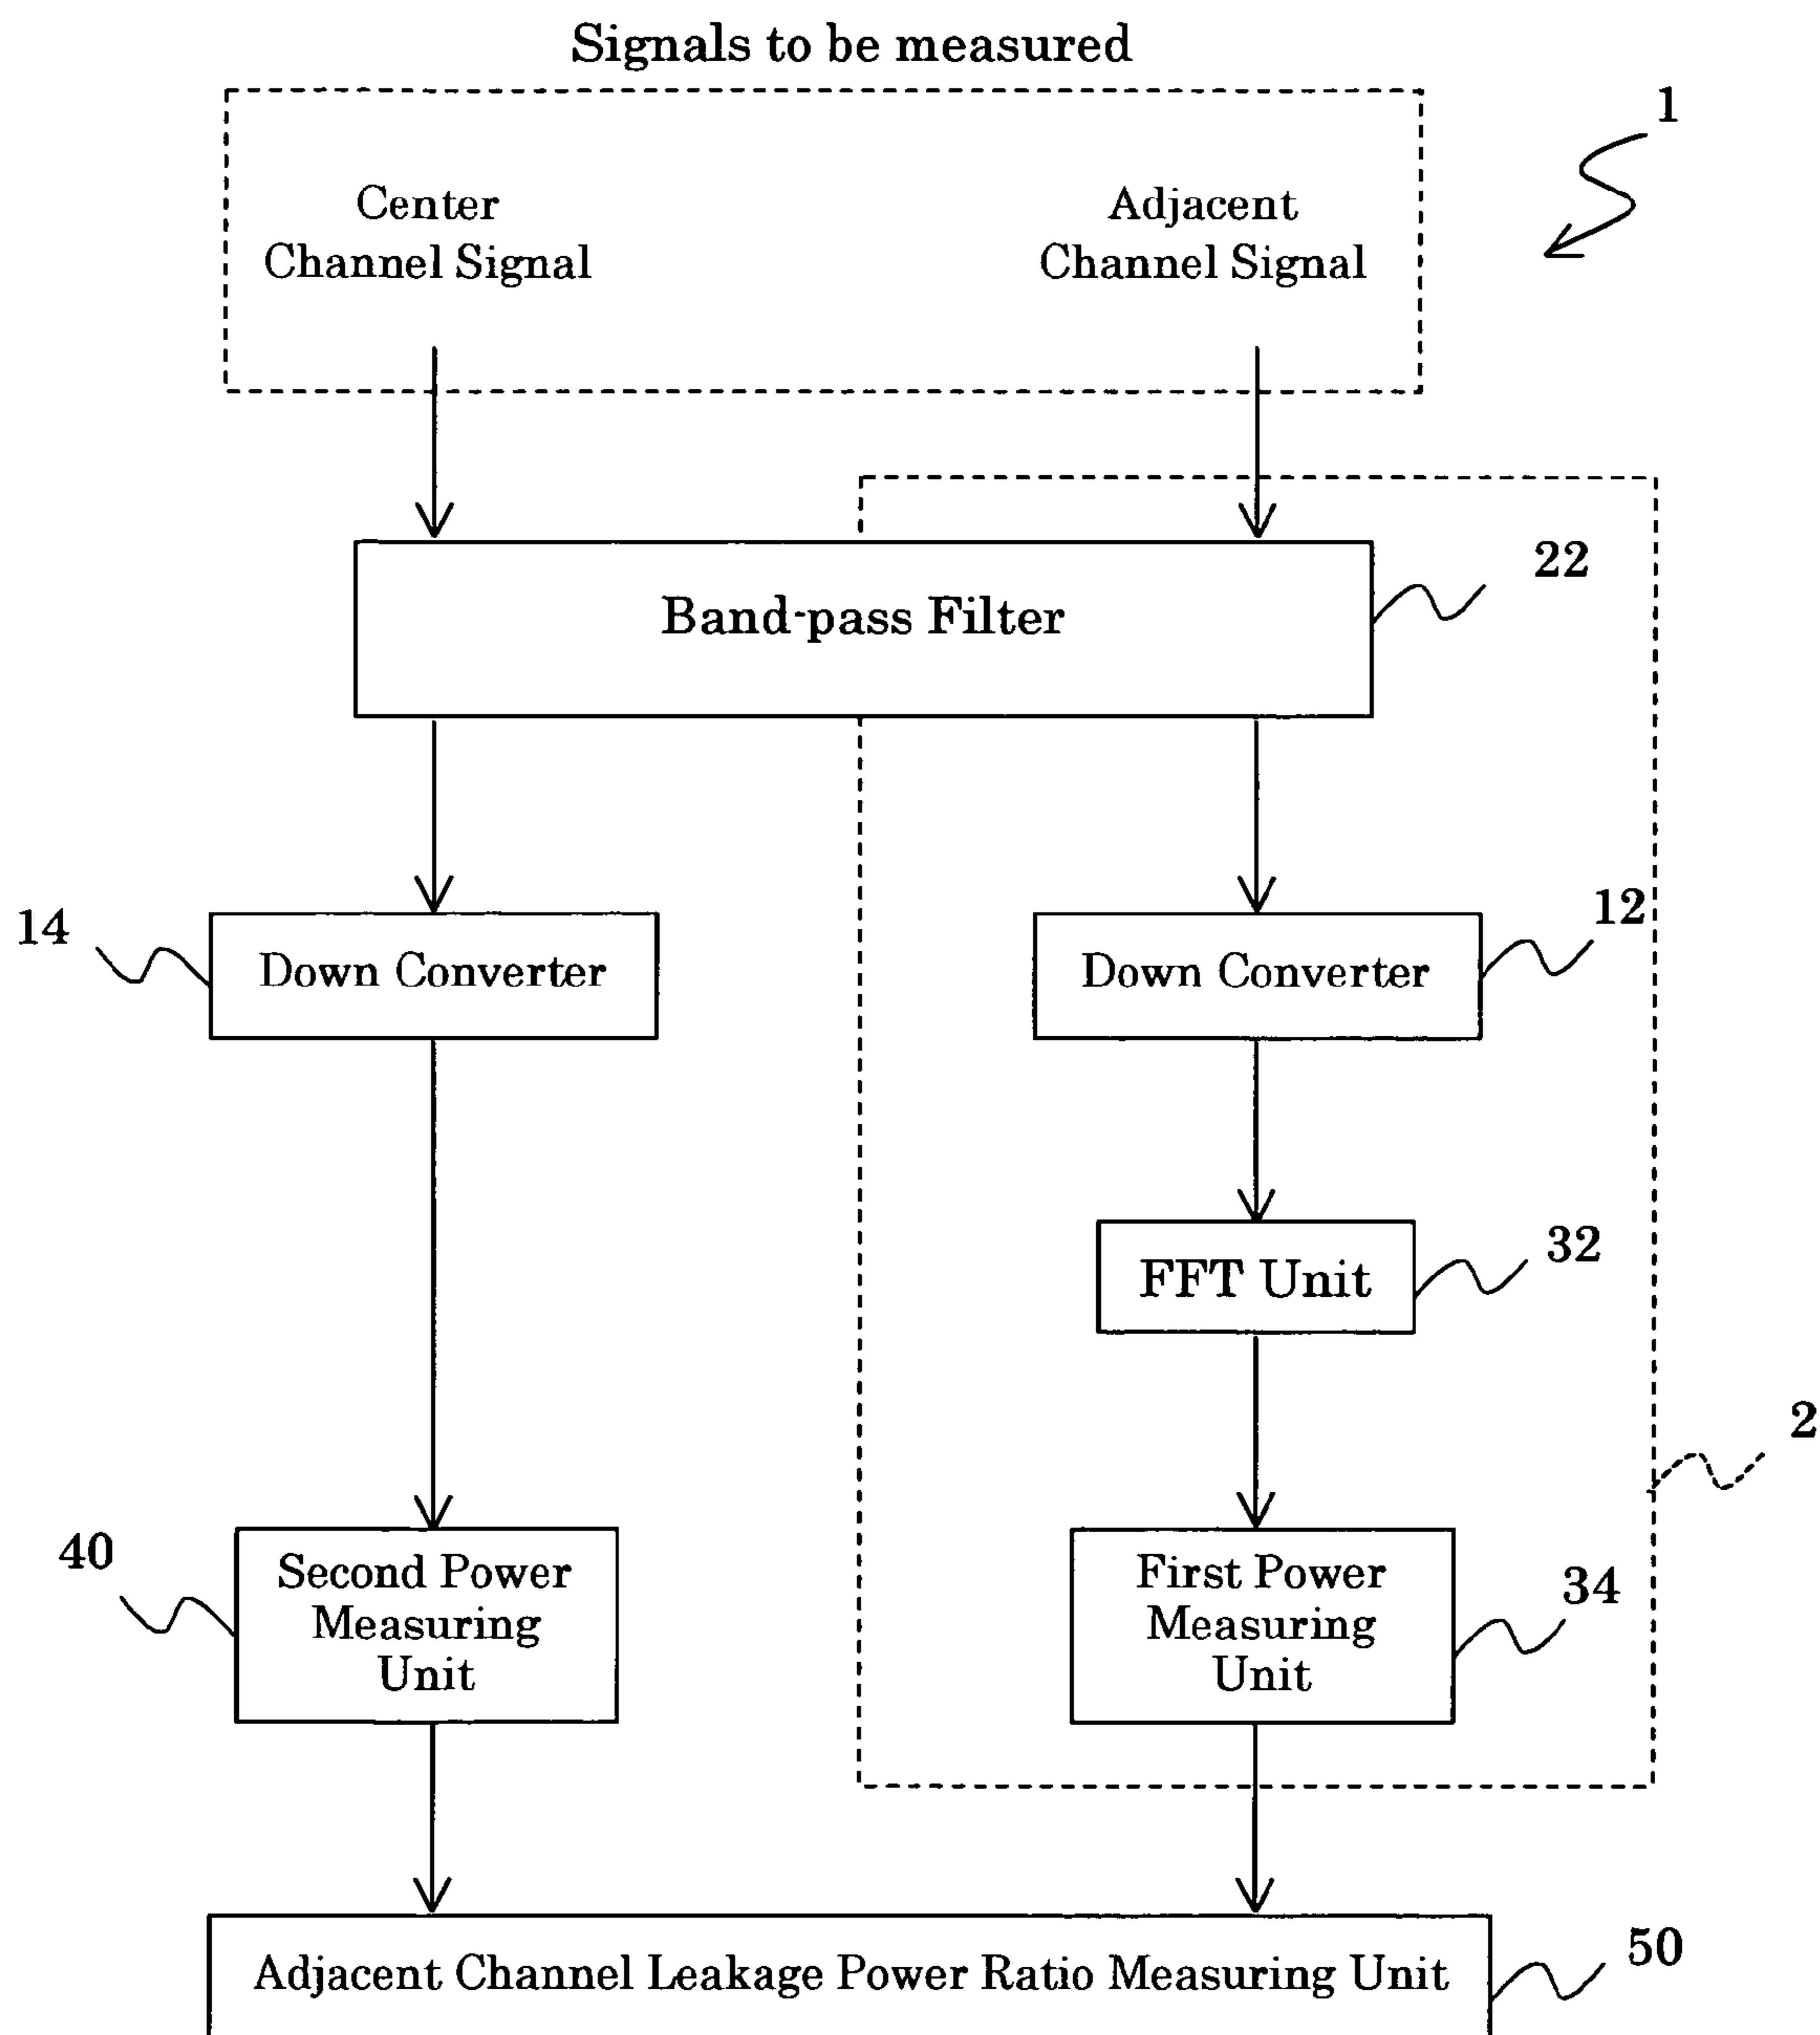 Signals to be measured
1
Center
Channel Signal
Adjacent
Channel Signal
22
Band-pass Filter
14
Down Converter
12
Down Converter
32
FFT Unit
2
40
Second Power
Measuring
Unit
First Power
Measuring
Unit
34
50
Adjacent Channel Leakage Power Ratio Measuring Unit